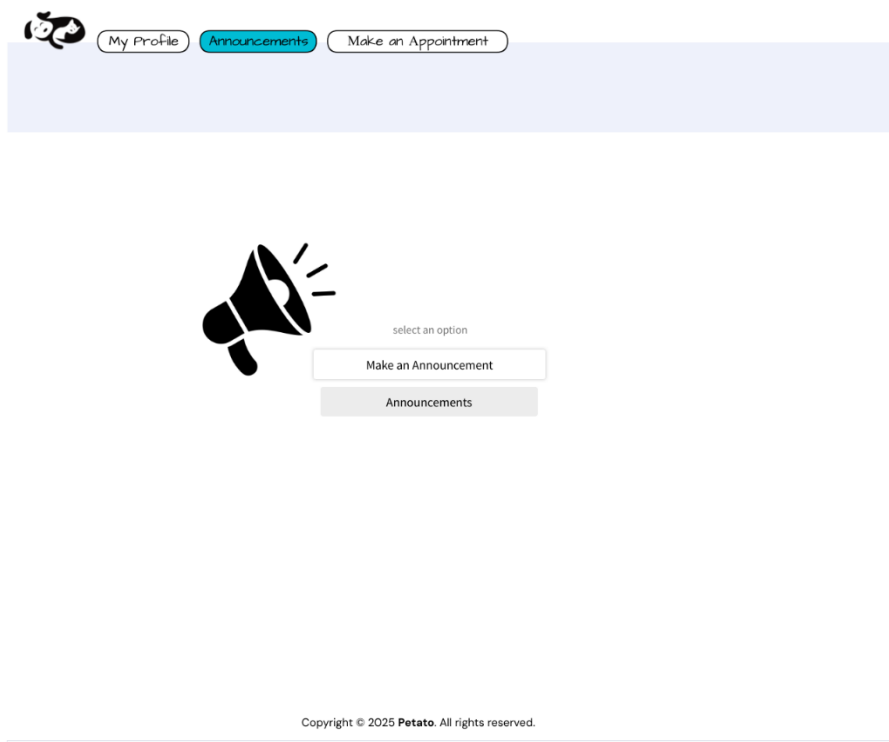 My Profile Announcements Make an Appointment
select an option
Make an Announcement
Announcements
Copyright © 2025 Petato. All rights reserved.